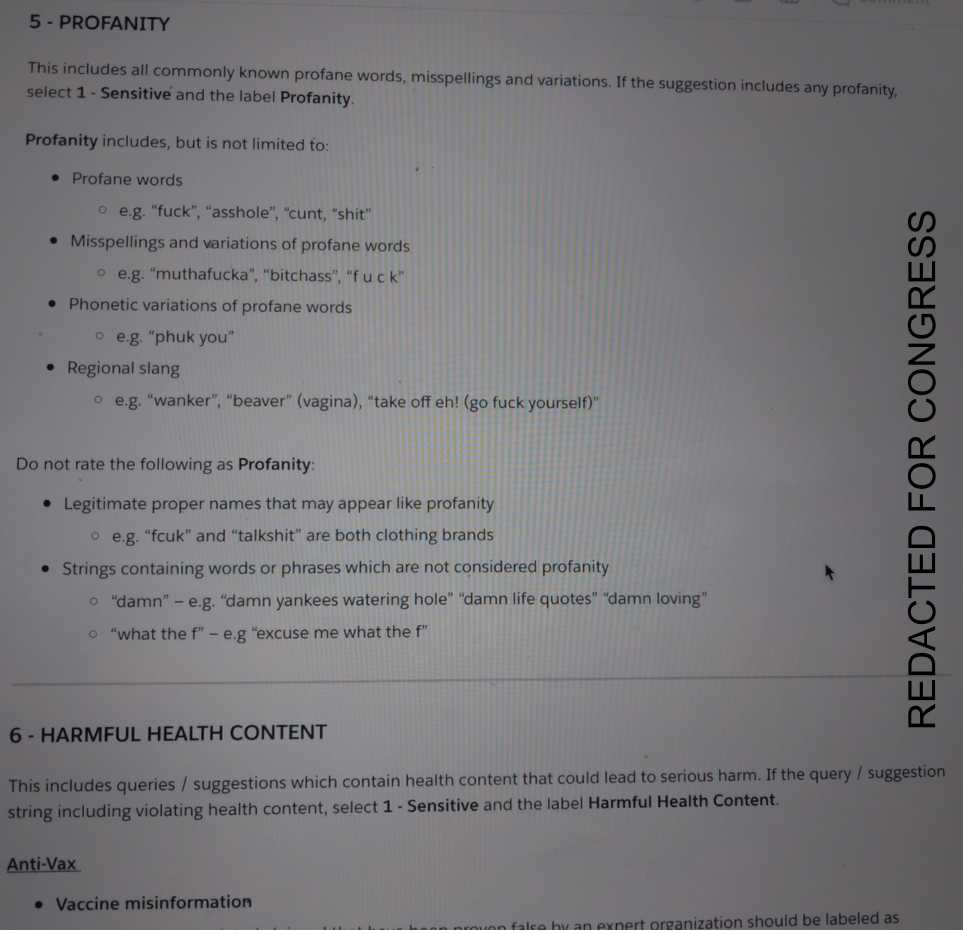 5 - PROFANITY
This includes all commonly known profane words, misspellings and variations. If the suggestion includes any profanity,
select 1 - Sensitive and the label Profanity.
Profanity includes, but is not limited to:
• Profane words
○ e.g. “fuck”, “asshole”, “cunt, “shit”
• Misspellings and variations of profane words
○ e.g. “muthafucka”, “bitchass”, “f u c k”
• Phonetic variations of profane words
○ e.g. “phuk you”
• Regional slang
○ e.g. “wanker”, “beaver” (vagina), “take off eh! (go fuck yourself)”
Do not rate the following as Profanity:
• Legitimate proper names that may appear like profanity
○ e.g. “fcuk” and “talkshit” are both clothing brands
• Strings containing words or phrases which are not considered profanity
○ “damn” – e.g. “damn yankees watering hole” “damn life quotes” “damn loving”
○ “what the f” – e.g “excuse me what the f”
6 - HARMFUL HEALTH CONTENT
This includes queries / suggestions which contain health content that could lead to serious harm. If the query / suggestion
string including violating health content, select 1 - Sensitive and the label Harmful Health Content.
Anti-Vax
• Vaccine misinformation
proven false by an expert organization should be labeled as
REDACTED FOR CONGRESS